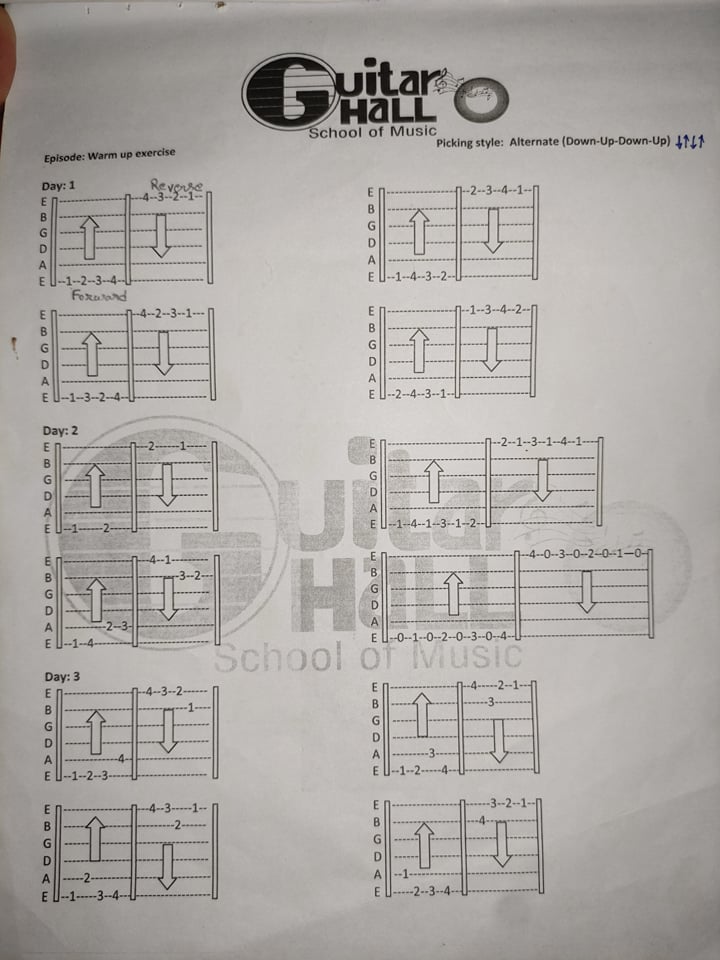 Guitar
HALL
School of Music
Picking style: Alternate (Down-Up-Down-Up) ↓↑↓↑
Episode: Warm up exercise
Day: 1
Reverse
E ----------4--3--2--1--
B
G
D
A
E --1--2--3--4--
Forward
E ----------2--3--4--1--
B
G
D
A
E --1--4--3--2--
E ----------4--2--3--1---
B
G
D
A
E --1--3--2--4--
E ----------1--3--4--2--
B
G
D
A
E --2--4--3--1---
Day: 2
E ----------2------1----
B
G
D
A
E --1------2----
E ----------2--1--3--1--4--1--
B
G
D
A
E --1--4--1--3--1--2--
E ----------4--1----
B ----------3--2---
G
D
A --------2--3-
E --1--4----
E ----------4--0--3--0--2--0--1--0-
B
G
D
A
E --0--1--0--2--0--3--0--4--
Guitar
HALL
School of Music
Day: 3
E ----------4--3--2------
B ----------1---
G
D
A ----------4-
E --1--2--3--
E ----------4-----2--1---
B ----------3---
G
D
A --------3---
E --1--2-----4--
E ----------4--3-----1--
B ----------2---
G
D
A -----2---
E --1-----3--4--
E ----------3--2--1--
B ----------4---
G
D
A --1---
E -----2--3--4--